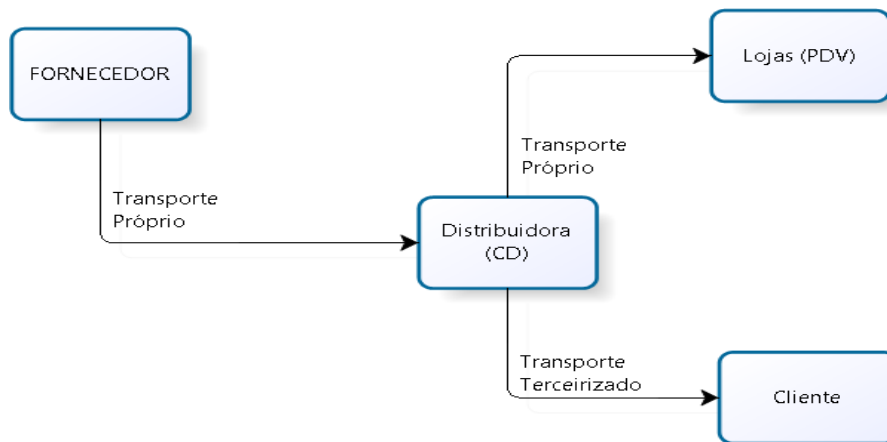 FORNECEDOR
Transporte
Próprio
Distribuidora
(CD)
Transporte
Próprio
Lojas (PDV)
Transporte
Terceirizado
Cliente